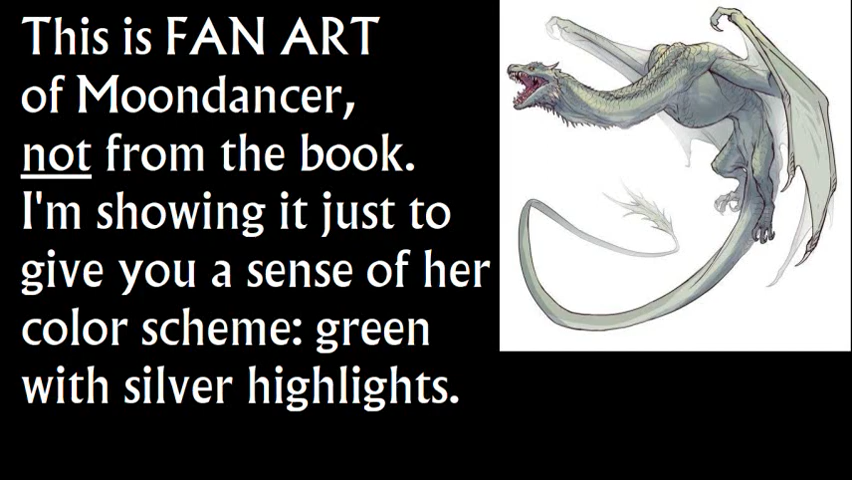 This is FAN ART
of Moondancer,
not from the book.
I'm showing it just to
give you a sense of her
color scheme: green
with silver highlights.